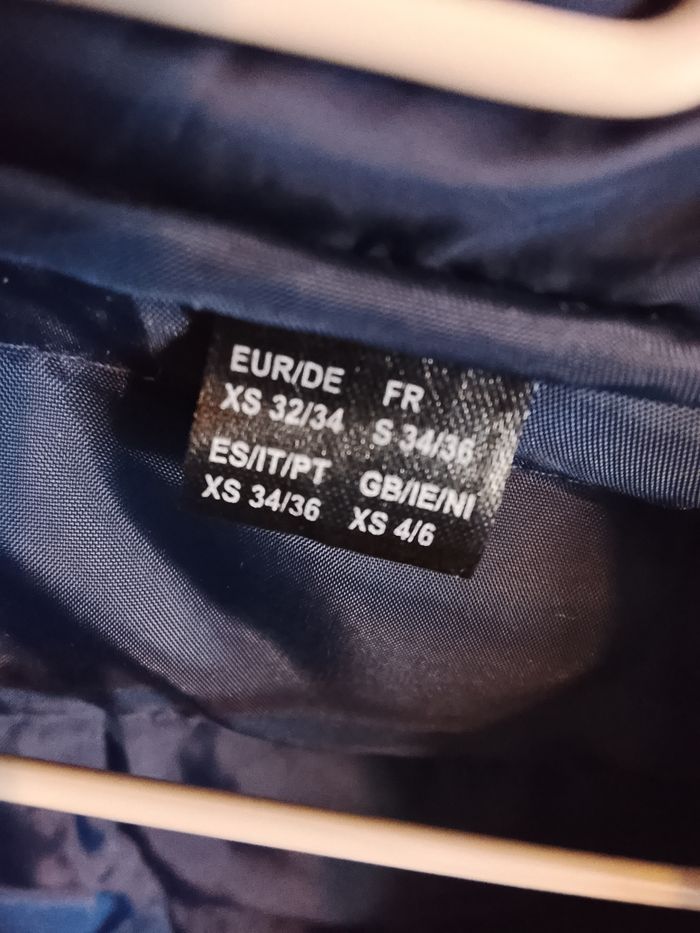 EUR/DE FR
XS 32/34 S 34/36
ES/IT/PT GB/IE/NI
XS 34/36 XS 4/6